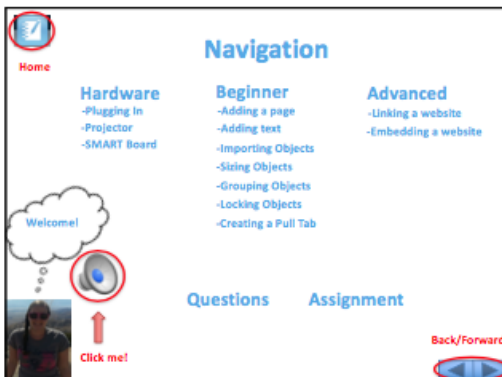 Navigation
Home
Hardware
-Plugging In
-Projector
-SMART Board
Beginner
-Adding a page
-Adding text
-Importing Objects
-Sizing Objects
-Grouping Objects
-Locking Objects
-Creating a Pull Tab
Advanced
-Linking a website
-Embedding a website
Welcome!
Click me!
Questions
Assignment
Back/Forward